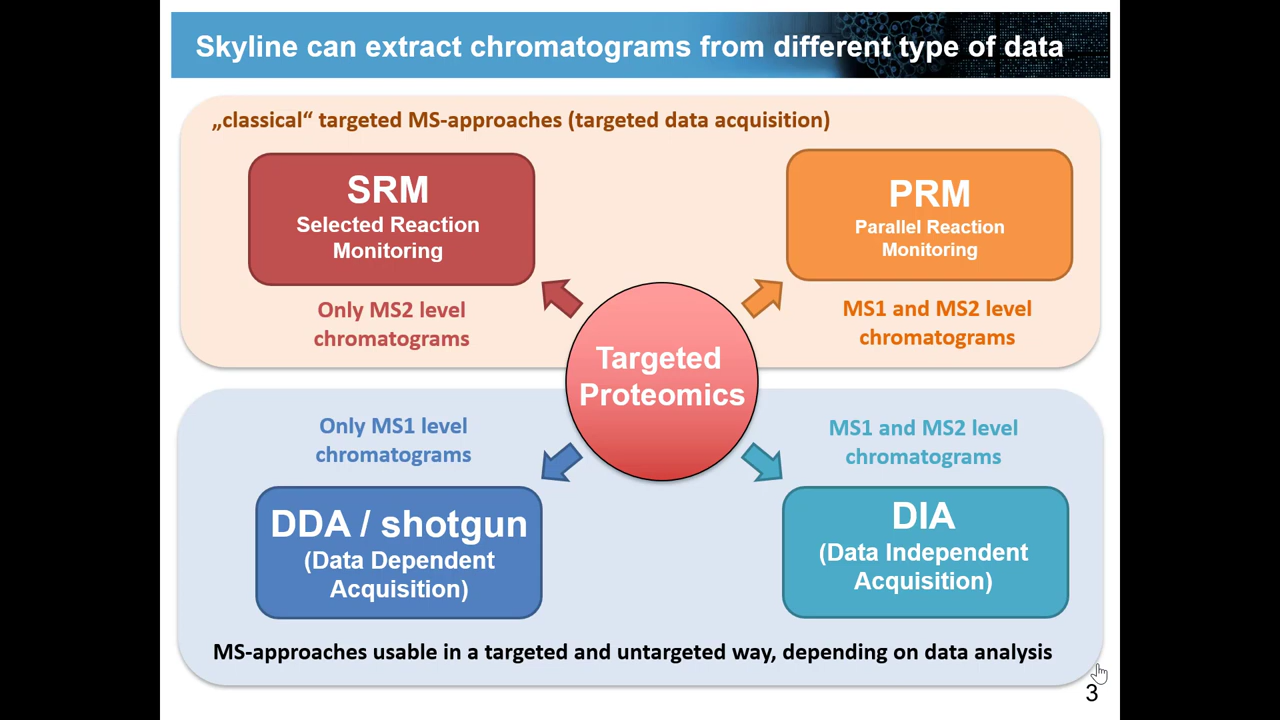 Skyline can extract chromatograms from different type of data
„classical“ targeted MS-approaches (targeted data acquisition)
SRM
Selected Reaction
Monitoring
PRM
Parallel Reaction
Monitoring
Only MS2 level
chromatograms
MS1 and MS2 level
chromatograms
Targeted
Proteomics
Only MS1 level
chromatograms
MS1 and MS2 level
chromatograms
DDA / shotgun
(Data Dependent
Acquisition)
DIA
(Data Independent
Acquisition)
MS-approaches usable in a targeted and untargeted way, depending on data analysis
3